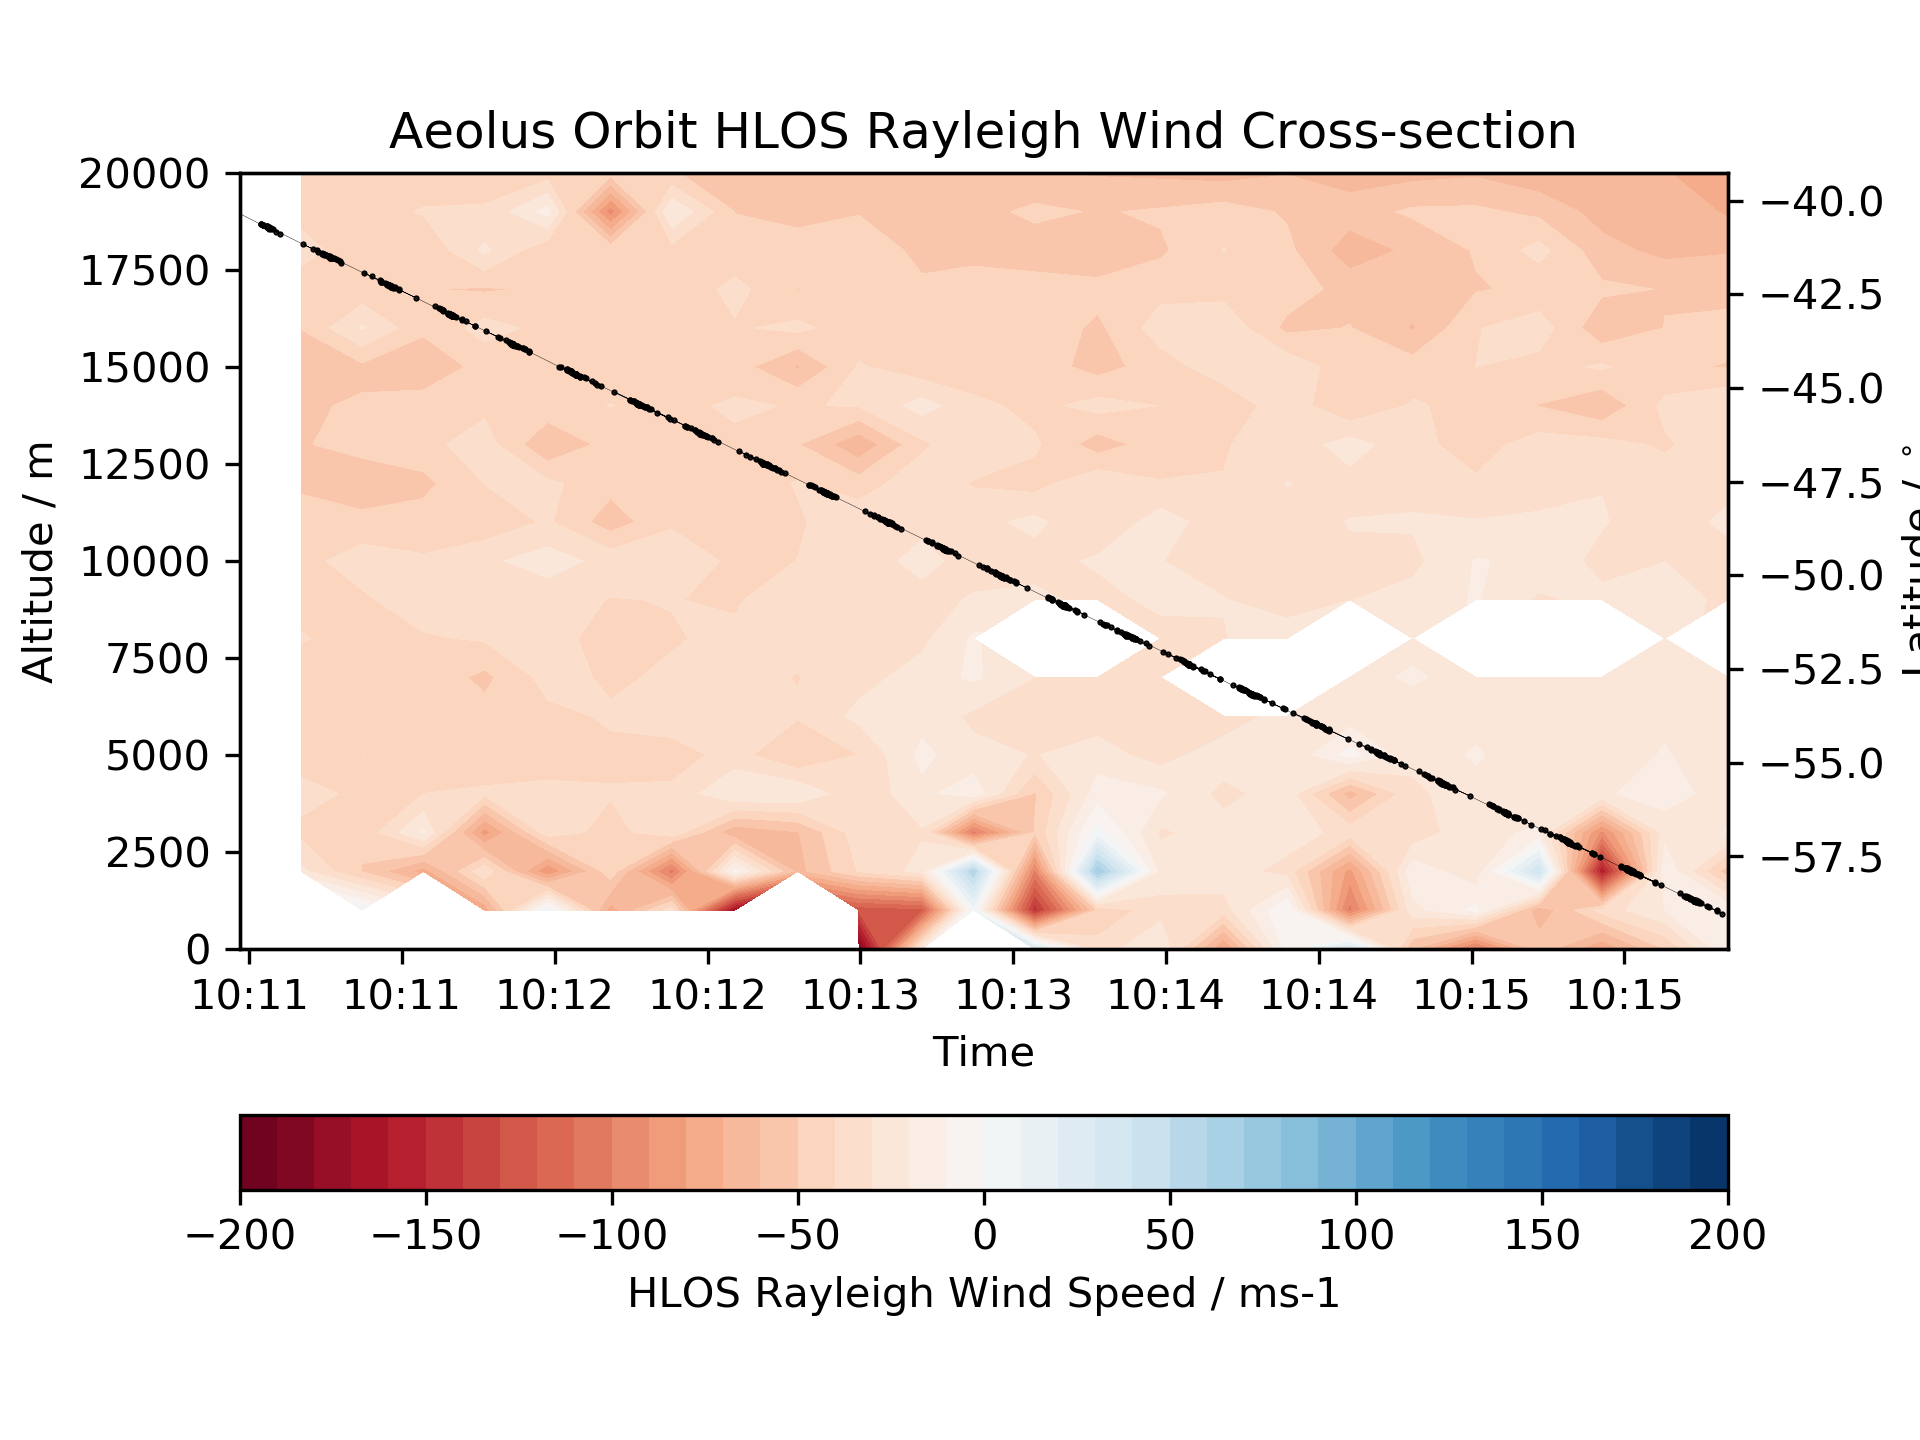 Aeolus Orbit HLOS Rayleigh Wind Cross-section
20000
17500
15000
12500
10000
7500
5000
2500
0
Altitude / m
−40.0
−42.5
−45.0
−47.5
−50.0
−52.5
−55.0
−57.5
Latitude / °
10:11 10:11 10:12 10:12 10:13 10:13 10:14 10:14 10:15 10:15
Time
−200 −150 −100 −50 0 50 100 150 200
HLOS Rayleigh Wind Speed / ms-1